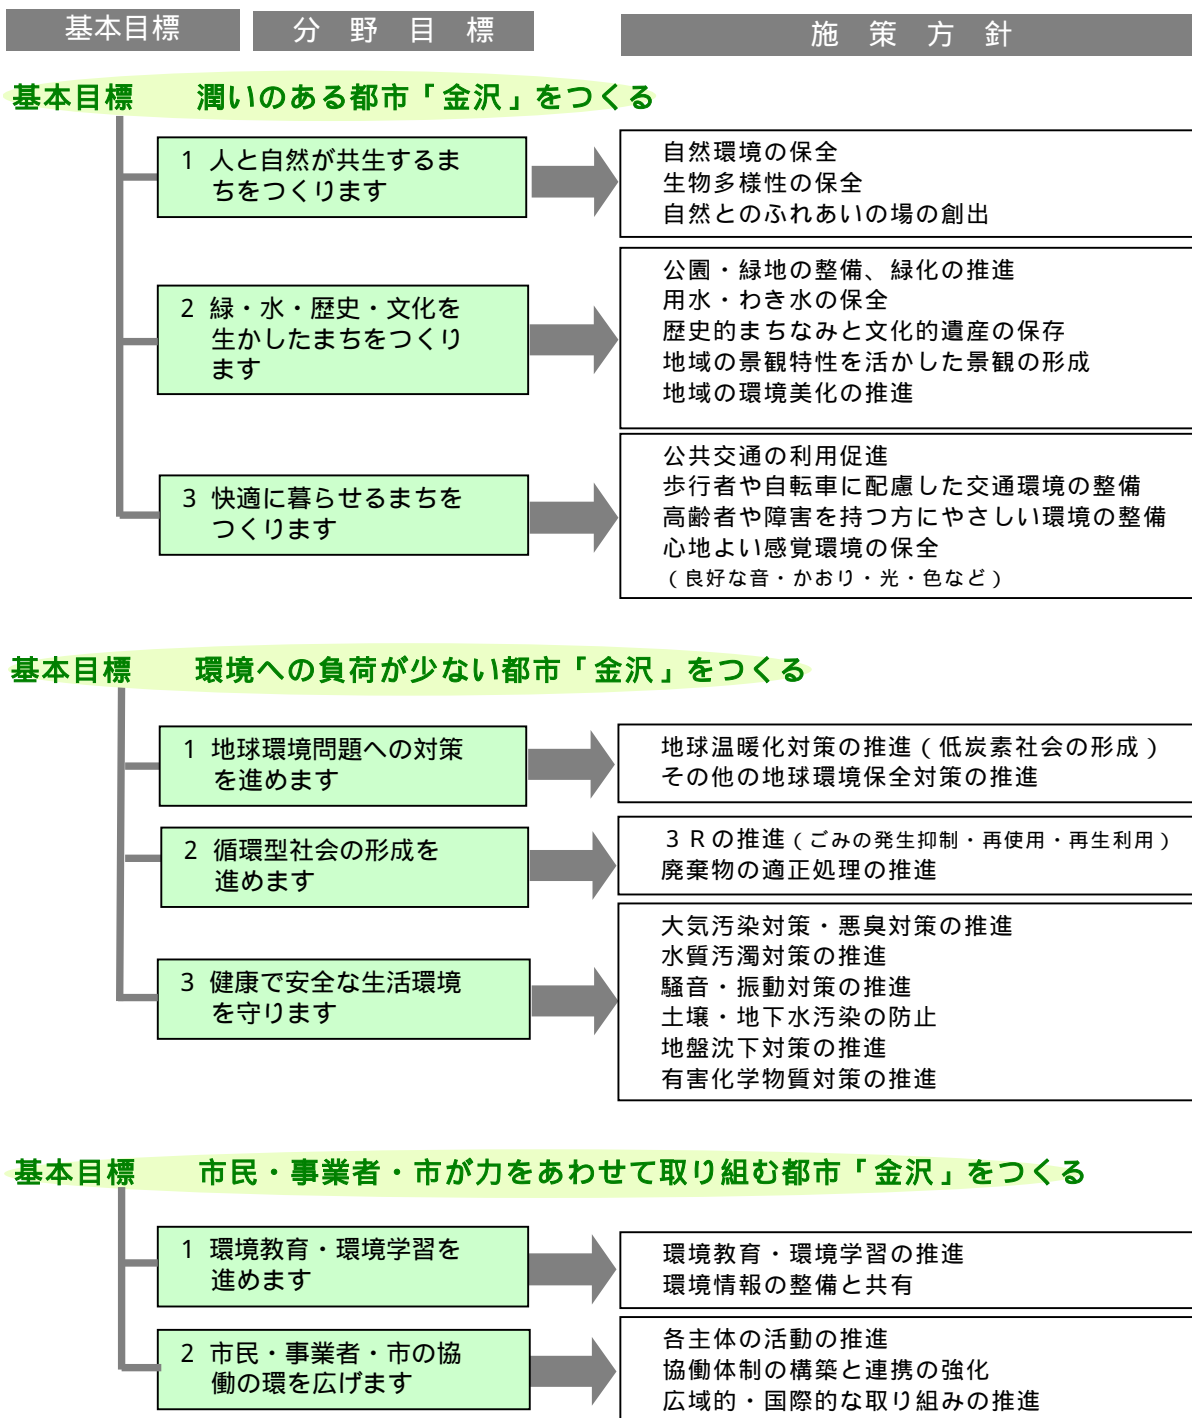 基本目標 分野目標 施策方針
基本目標 潤いのある都市「金沢」をつくる
1 人と自然が共生するま
ちをつくります
自然環境の保全
生物多様性の保全
自然とのふれあいの場の創出
2 緑・水・歴史・文化を
生かしたまちをつくり
ます
公園・緑地の整備、緑化の推進
用水・わき水の保全
歴史的まちなみと文化的遺産の保存
地域の景観特性を活かした景観の形成
地域の環境美化の推進
3 快適に暮らせるまちを
つくります
公共交通の利用促進
歩行者や自転車に配慮した交通環境の整備
高齢者や障害を持つ方にやさしい環境の整備
心地よい感覚環境の保全
（良好な音・かおり・光・色など）
基本目標 環境への負荷が少ない都市「金沢」をつくる
1 地球環境問題への対策
を進めます
地球温暖化対策の推進（低炭素社会の形成）
その他の地球環境保全対策の推進
2 循環型社会の形成を
進めます
３Ｒの推進（ごみの発生抑制・再使用・再生利用）
廃棄物の適正処理の推進
3 健康で安全な生活環境
を守ります
大気汚染対策・悪臭対策の推進
水質汚濁対策の推進
騒音・振動対策の推進
土壌・地下水汚染の防止
地盤沈下対策の推進
有害化学物質対策の推進
基本目標 市民・事業者・市が力をあわせて取り組む都市「金沢」をつくる
1 環境教育・環境学習を
進めます
環境教育・環境学習の推進
環境情報の整備と共有
2 市民・事業者・市の協
働の環を広げます
各主体の活動の推進
協働体制の構築と連携の強化
広域的・国際的な取り組みの推進